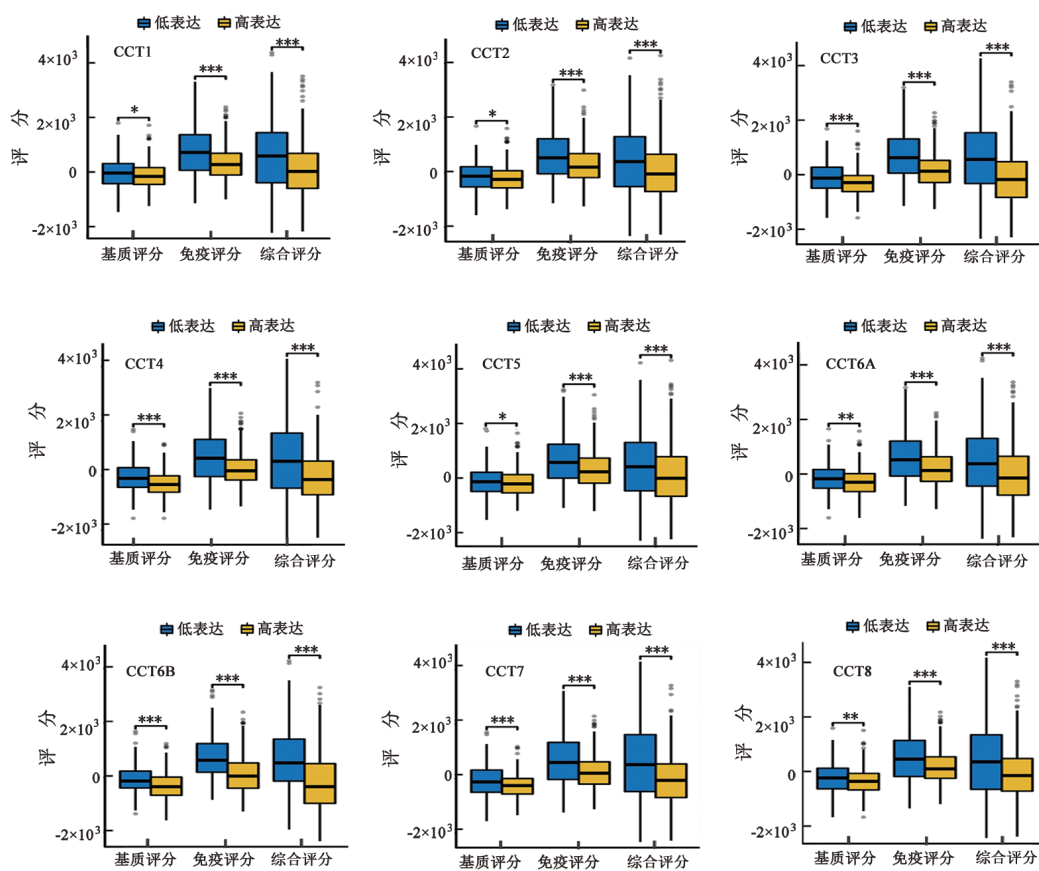 低表达 高表达
CCT1
***
***
*
4×10³
2×10³
0
-2×10³
评 分
基质评分 免疫评分 综合评分
低表达 高表达
CCT2
***
***
*
4×10³
2×10³
0
-2×10³
评 分
基质评分 免疫评分 综合评分
低表达 高表达
CCT3
***
***
***
4×10³
2×10³
0
-2×10³
评 分
基质评分 免疫评分 综合评分
低表达 高表达
CCT4
***
***
***
4×10³
2×10³
0
-2×10³
评 分
基质评分 免疫评分 综合评分
低表达 高表达
CCT5
***
***
*
4×10³
2×10³
0
-2×10³
评 分
基质评分 免疫评分 综合评分
低表达 高表达
CCT6A
***
***
**
4×10³
2×10³
0
-2×10³
评 分
基质评分 免疫评分 综合评分
低表达 高表达
CCT6B
***
***
***
4×10³
2×10³
0
-2×10³
评 分
基质评分 免疫评分 综合评分
低表达 高表达
CCT7
***
***
***
4×10³
2×10³
0
-2×10³
评 分
基质评分 免疫评分 综合评分
低表达 高表达
CCT8
***
***
**
4×10³
2×10³
0
-2×10³
评 分
基质评分 免疫评分 综合评分